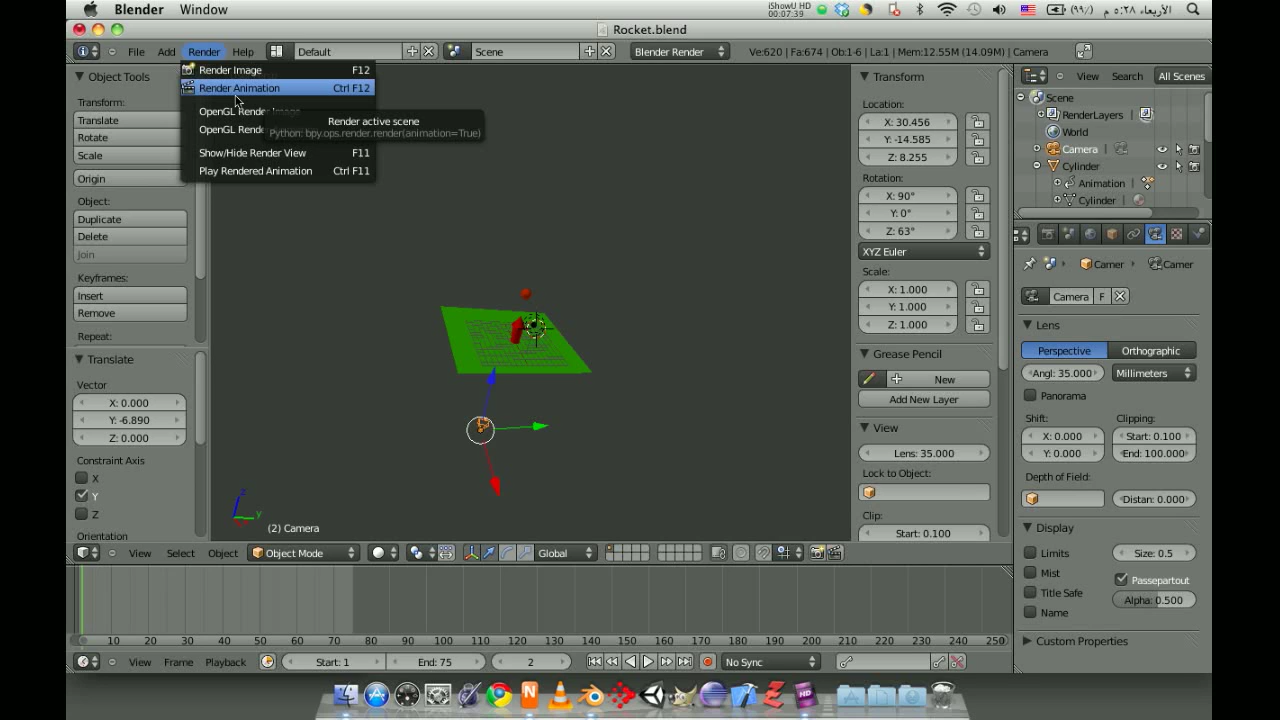 Blender Window iShowU HD 00:07:39 (٩٩٪) الأربعاء ٥:٢٨ م
Rocket.blend
File Add Render Help Default Scene Blender Render Ve:620 | Fa:674 | Ob:1-6 | La:1 | Mem:12.55M (14.09M) | Camera
Render Image F12
Render Animation Ctrl F12
OpenGL Render Image
OpenGL Rende
Render active scene
Python: bpy.ops.render.render(animation=True)
Show/Hide Render View F11
Play Rendered Animation Ctrl F11
Object Tools
Transform:
Translate
Rotate
Scale
Origin
Object:
Duplicate
Delete
Join
Keyframes:
Insert
Remove
Repeat:
Translate
Vector
X: 0.000
Y: -6.890
Z: 0.000
Constraint Axis
X
Y
Z
Orientation
z
y
(2) Camera
Transform
Location:
X: 30.456
Y: -14.585
Z: 8.255
Rotation:
X: 90°
Y: 0°
Z: 63°
XYZ Euler
Scale:
X: 1.000
Y: 1.000
Z: 1.000
Grease Pencil
New
Add New Layer
View
Lens: 35.000
Lock to Object:
Clip:
Start: 0.100
View Search All Scenes
Scene
RenderLayers
World
Camera
Cylinder
Animation
Cylinder
Camer Camer
Camera F
Lens
Perspective Orthographic
Angl: 35.000 Millimeters
Panorama
Shift: Clipping:
X: 0.000 Start: 0.100
Y: 0.000 End: 100.000
Depth of Field:
Distan: 0.000
Display
Limits Size: 0.5
Mist Passepartout
Title Safe Alpha: 0.500
Name
Custom Properties
View Select Object Object Mode Global
0 10 20 30 40 50 60 70 80 90 100 110 120 130 140 150 160 170 180 190 200 210 220 230 240 250
View Frame Playback Start: 1 End: 75 2 No Sync